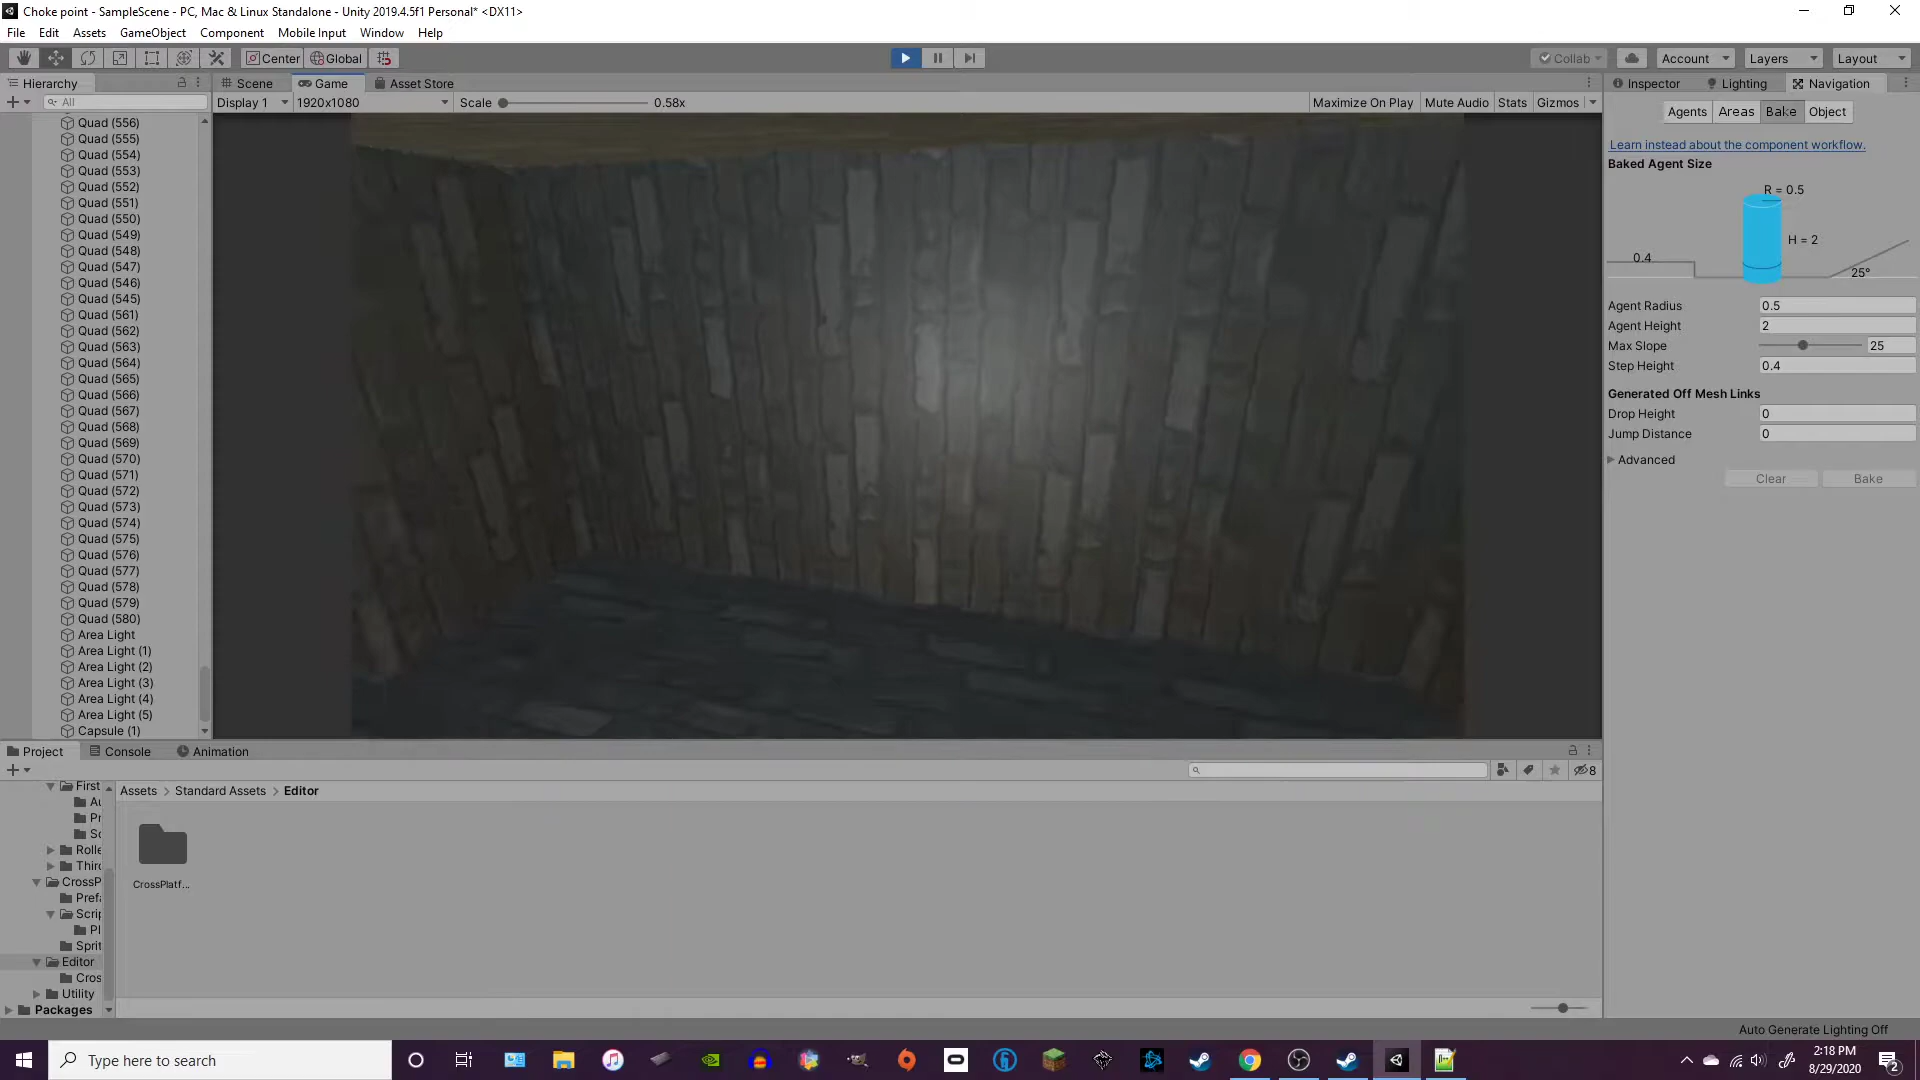 Choke point - SampleScene - PC, Mac & Linux Standalone - Unity 2019.4.5f1 Personal* <DX11>
File Edit Assets GameObject Component Mobile Input Window Help
Center Global Collab Account Layers Layout
Hierarchy Scene Game Asset Store Inspector Lighting Navigation
All Display 1 1920x1080 Scale 0.58x Maximize On Play Mute Audio Stats Gizmos
Agents Areas Bake Object
Learn instead about the component workflow.
Baked Agent Size
R = 0.5
H = 2
0.4
25°
Agent Radius 0.5
Agent Height 2
Max Slope 25
Step Height 0.4
Generated Off Mesh Links
Drop Height 0
Jump Distance 0
Advanced
Clear Bake
Quad (556)
Quad (555)
Quad (554)
Quad (553)
Quad (552)
Quad (551)
Quad (550)
Quad (549)
Quad (548)
Quad (547)
Quad (546)
Quad (545)
Quad (561)
Quad (562)
Quad (563)
Quad (564)
Quad (565)
Quad (566)
Quad (567)
Quad (568)
Quad (569)
Quad (570)
Quad (571)
Quad (572)
Quad (573)
Quad (574)
Quad (575)
Quad (576)
Quad (577)
Quad (578)
Quad (579)
Quad (580)
Area Light
Area Light (1)
Area Light (2)
Area Light (3)
Area Light (4)
Area Light (5)
Capsule (1)
Project Console Animation
8
First
Au
Pr
Sc
Rolle
Thirc
CrossP
Prefa
Scrip
Pl
Sprit
Editor
Cros
Utility
Packages
Assets > Standard Assets > Editor
CrossPlatf...
Auto Generate Lighting Off
Type here to search
2:18 PM
8/29/2020
2